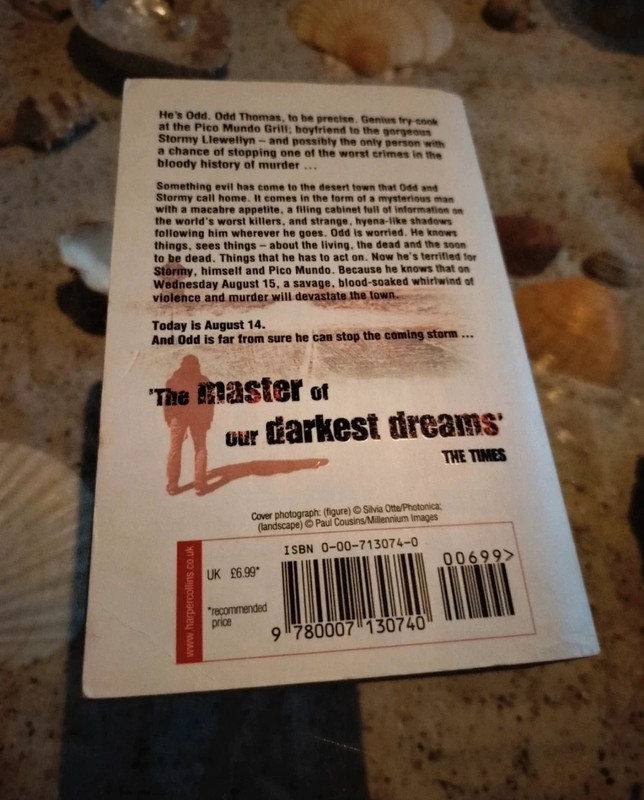 He's Odd. Odd Thomas, to be precise. Genius fry-cook
at the Pico Mundo Grill; boyfriend to the gorgeous
Stormy Llewellyn – and possibly the only person with
a chance of stopping one of the worst crimes in the
bloody history of murder ...
Something evil has come to the desert town that Odd and
Stormy call home. It comes in the form of a mysterious man
with a macabre appetite, a filing cabinet full of information on
the world's worst killers, and strange, hyena-like shadows
following him wherever he goes. Odd is worried. He knows
things, sees things – about the living, the dead and the soon
to be dead. Things that he has to act on. Now he's terrified for
Stormy, himself and Pico Mundo. Because he knows that on
Wednesday August 15, a savage, blood-soaked whirlwind of
violence and murder will devastate the town.
Today is August 14.
And Odd is far from sure he can stop the coming storm ...
'The master of
our darkest dreams'
THE TIMES
Cover photograph: (figure) © Silvia Otte/Photonica;
(landscape) © Paul Cousins/Millennium Images
www.harpercollins.co.uk
UK £6.99*
*recommended
price
ISBN 0-00-713074-0
00699>
9 780007 130740